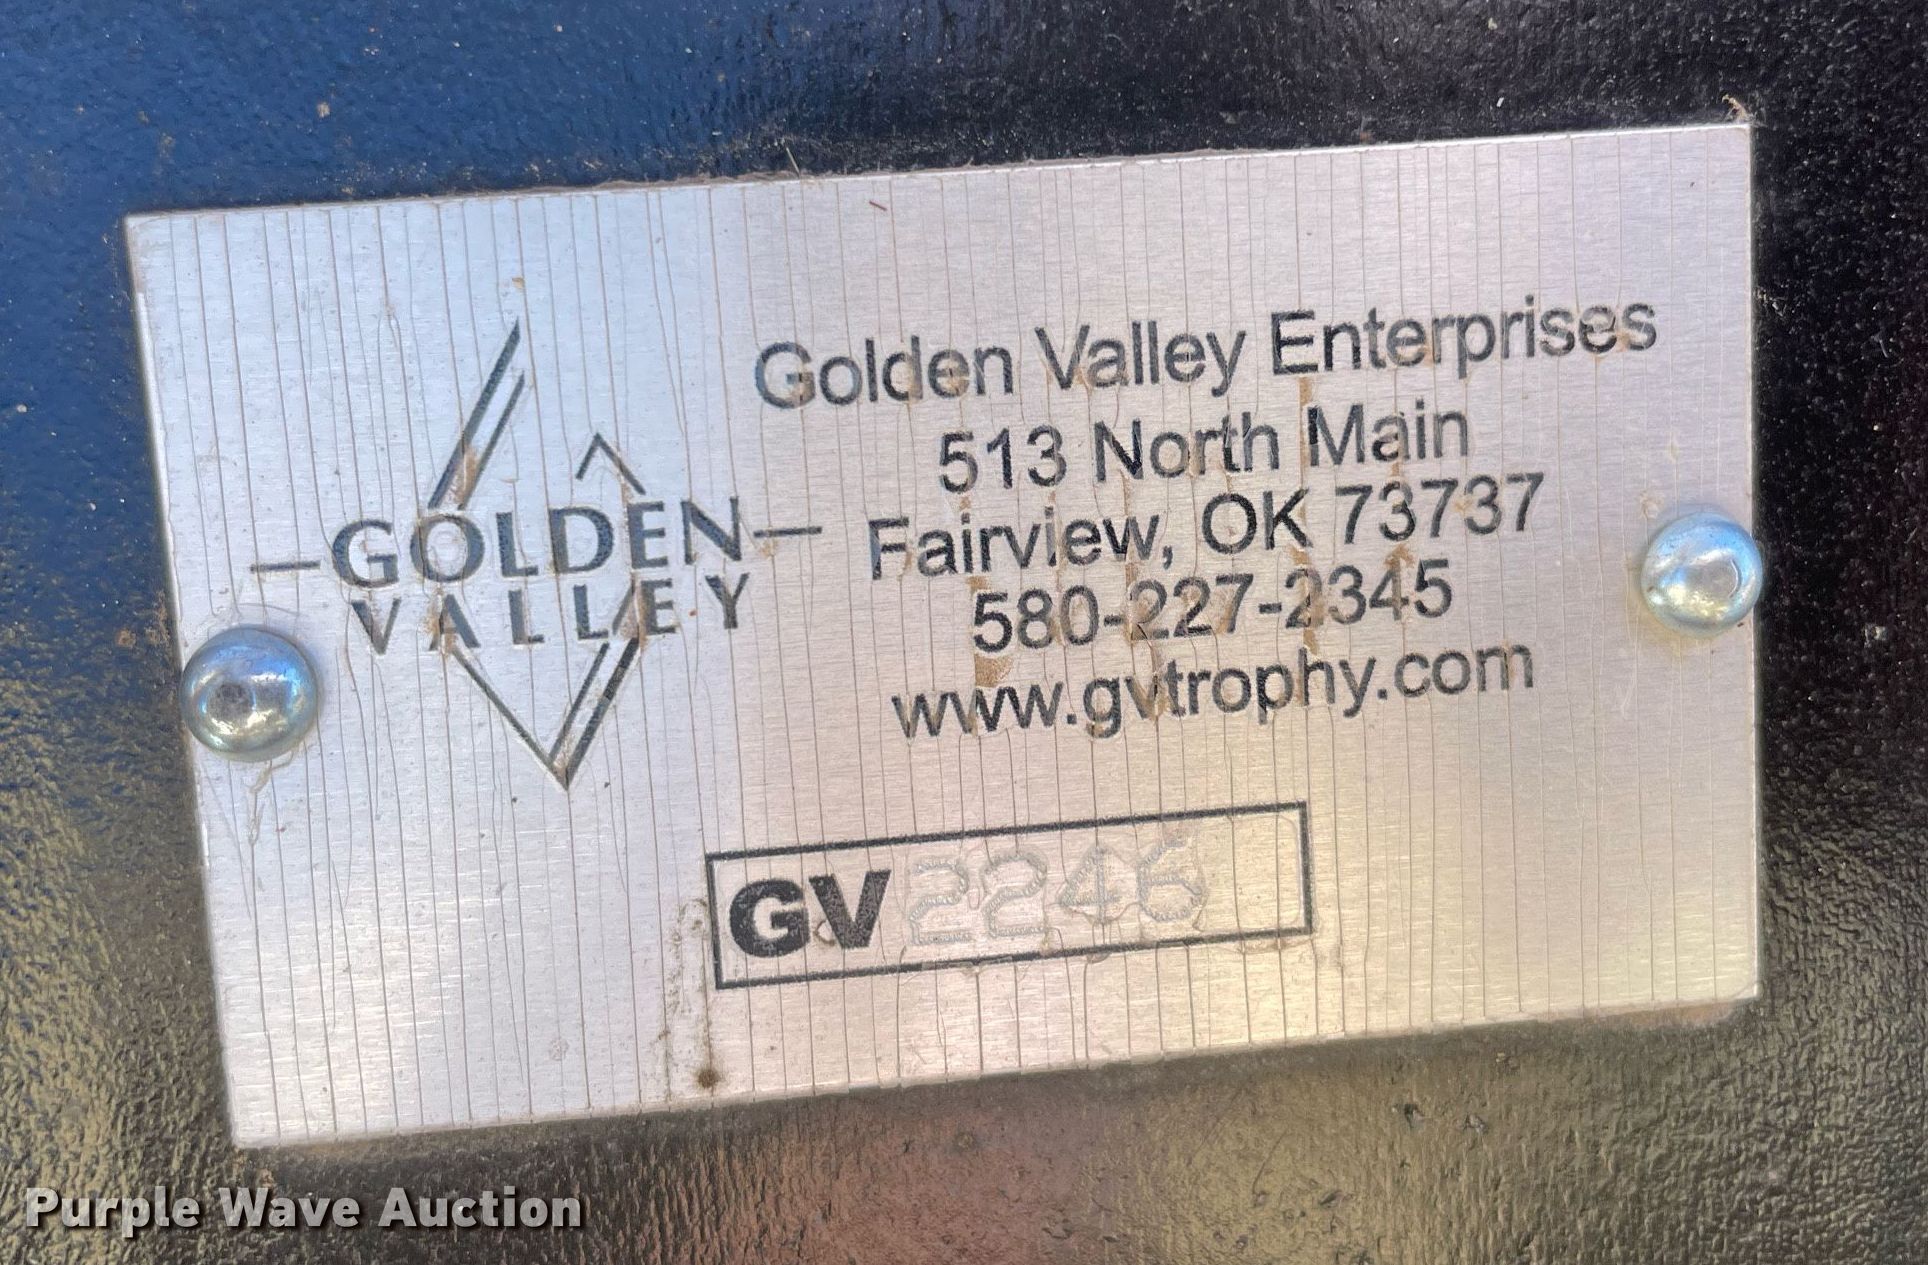 GOLDEN
VALLEY
Golden Valley Enterprises
513 North Main
Fairview, OK 73737
580-227-2345
www.gvtrophy.com
GV 2246
Purple Wave Auction